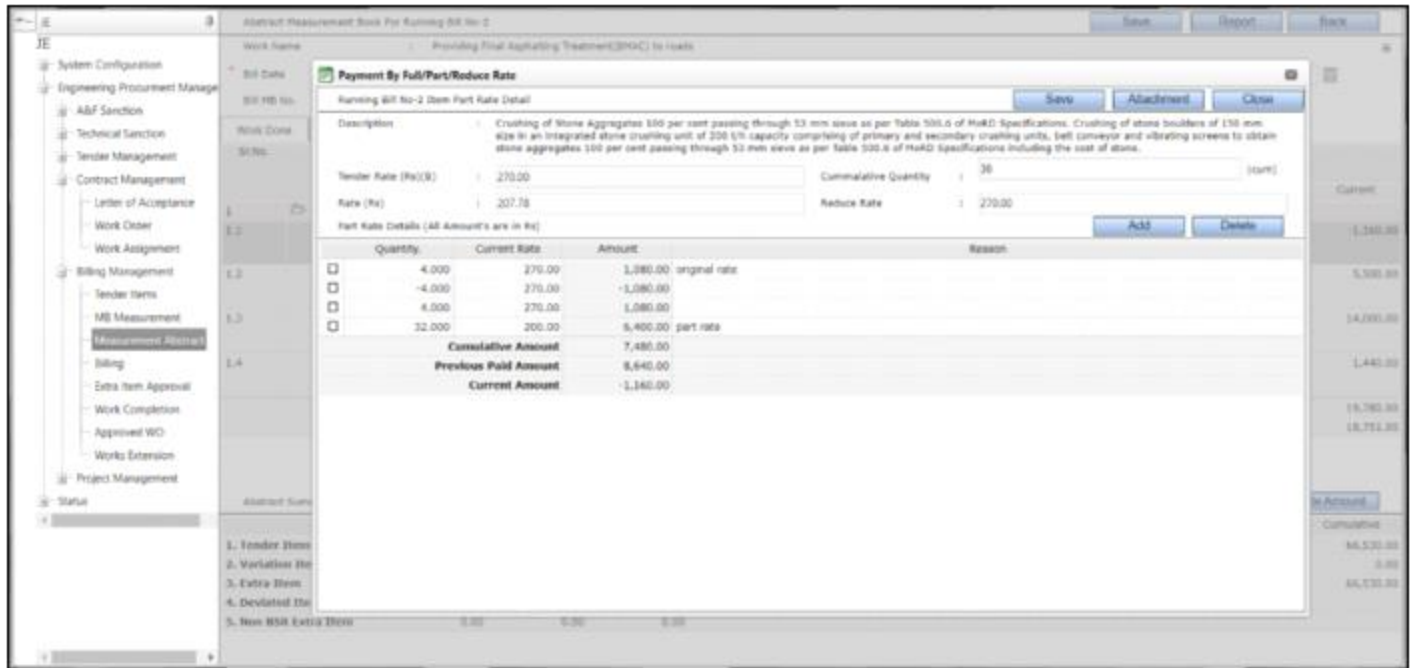 JE
JE
System Configuration
Engineering Procurment Manage
A&F Sanction
Technical Sanction
Tender Management
Contract Management
Letter of Acceptance
Work Order
Work Assignment
Billing Management
Tender Items
MB Measurement
Measurement Abstract
Billing
Extra Item Approval
Work Completion
Approved WO
Works Extension
Project Management
Status
Abstract Measurement Book For Running Bill No-2
Save Report Back
Work Name : Providing Final Asphalting Treatment(BMAC) to roads
* Bill Date
Bill MB No.
Work Done
Sr.No.
Current
1
1.1 -1,160.00
1.2 5,500.00
1.3 14,000.00
1.4 1,440.00
19,780.00
18,751.00
Payment By Full/Part/Reduce Rate
Running Bill No-2 Item Part Rate Detail
Save Attachment Close
Description : Crushing of Stone Aggregates 100 per cent passing through 53 mm sieve as per Table 500.6 of MoRD Specifications. Crushing of stone boulders of 150 mm
size in an integrated stone crushing unit of 200 t/h capacity comprising of primary and secondary crushing units, belt conveyor and vibrating screens to obtain
stone aggregates 100 per cent passing through 53 mm sieve as per Table 500.6 of MoRD Specifications including the cost of stone.
Tender Rate (Rs)(B) : 270.00 Cummalative Quantity : 36 (cum)
Rate (Rs) : 207.78 Reduce Rate : 270.00
Part Rate Details (All Amount's are in Rs) Add Delete
Quantity. Current Rate Amount Reason
4.000 270.00 1,080.00 original rate
-4.000 270.00 -1,080.00
4.000 270.00 1,080.00
32.000 200.00 6,400.00 part rate
Cumulative Amount 7,480.00
Previous Paid Amount 8,640.00
Current Amount -1,160.00
Abstract Summ
le Amount
Cumulative
1. Tender Items 66,530.00
2. Variation Ite 0.00
3. Extra Item 66,530.00
4. Deviated Ite
5. Non BSR Extra Item 0.00 0.00 0.00